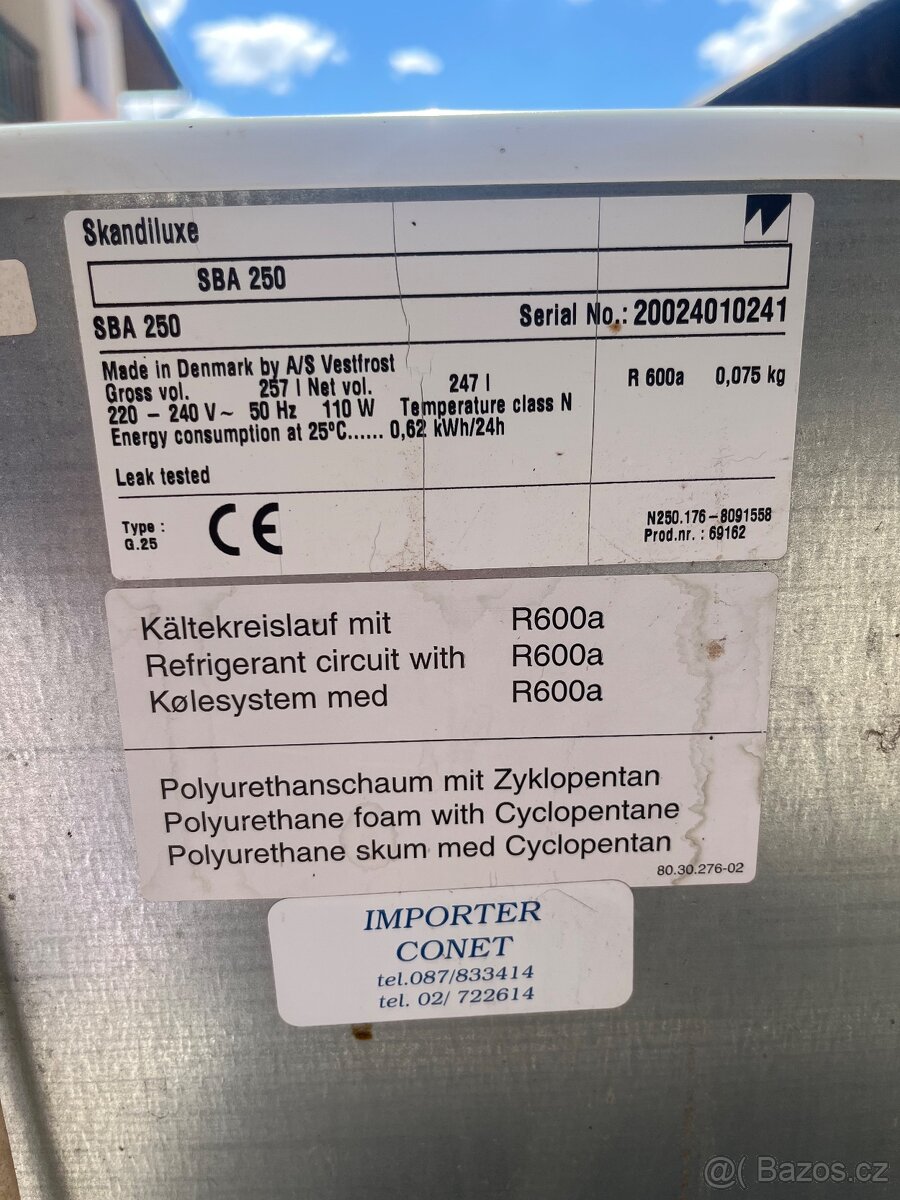 Skandiluxe
SBA 250
SBA 250 Serial No.: 20024010241
Made in Denmark by A/S Vestfrost
Gross vol. 257 l Net vol. 247 l R 600a 0,075 kg
220 – 240 V~ 50 Hz 110 W Temperature class N
Energy consumption at 25ºC...... 0,62 kWh/24h
Leak tested
Type :
G.25
CE
N250.176 – 8091558
Prod.nr. : 69162
Kältekreislauf mit R600a
Refrigerant circuit with R600a
Kølesystem med R600a
Polyurethanschaum mit Zyklopentan
Polyurethane foam with Cyclopentane
Polyurethane skum med Cyclopentan
80.30.276-02
IMPORTER
CONET
tel.087/833414
tel. 02/ 722614
@( Bazos.cz